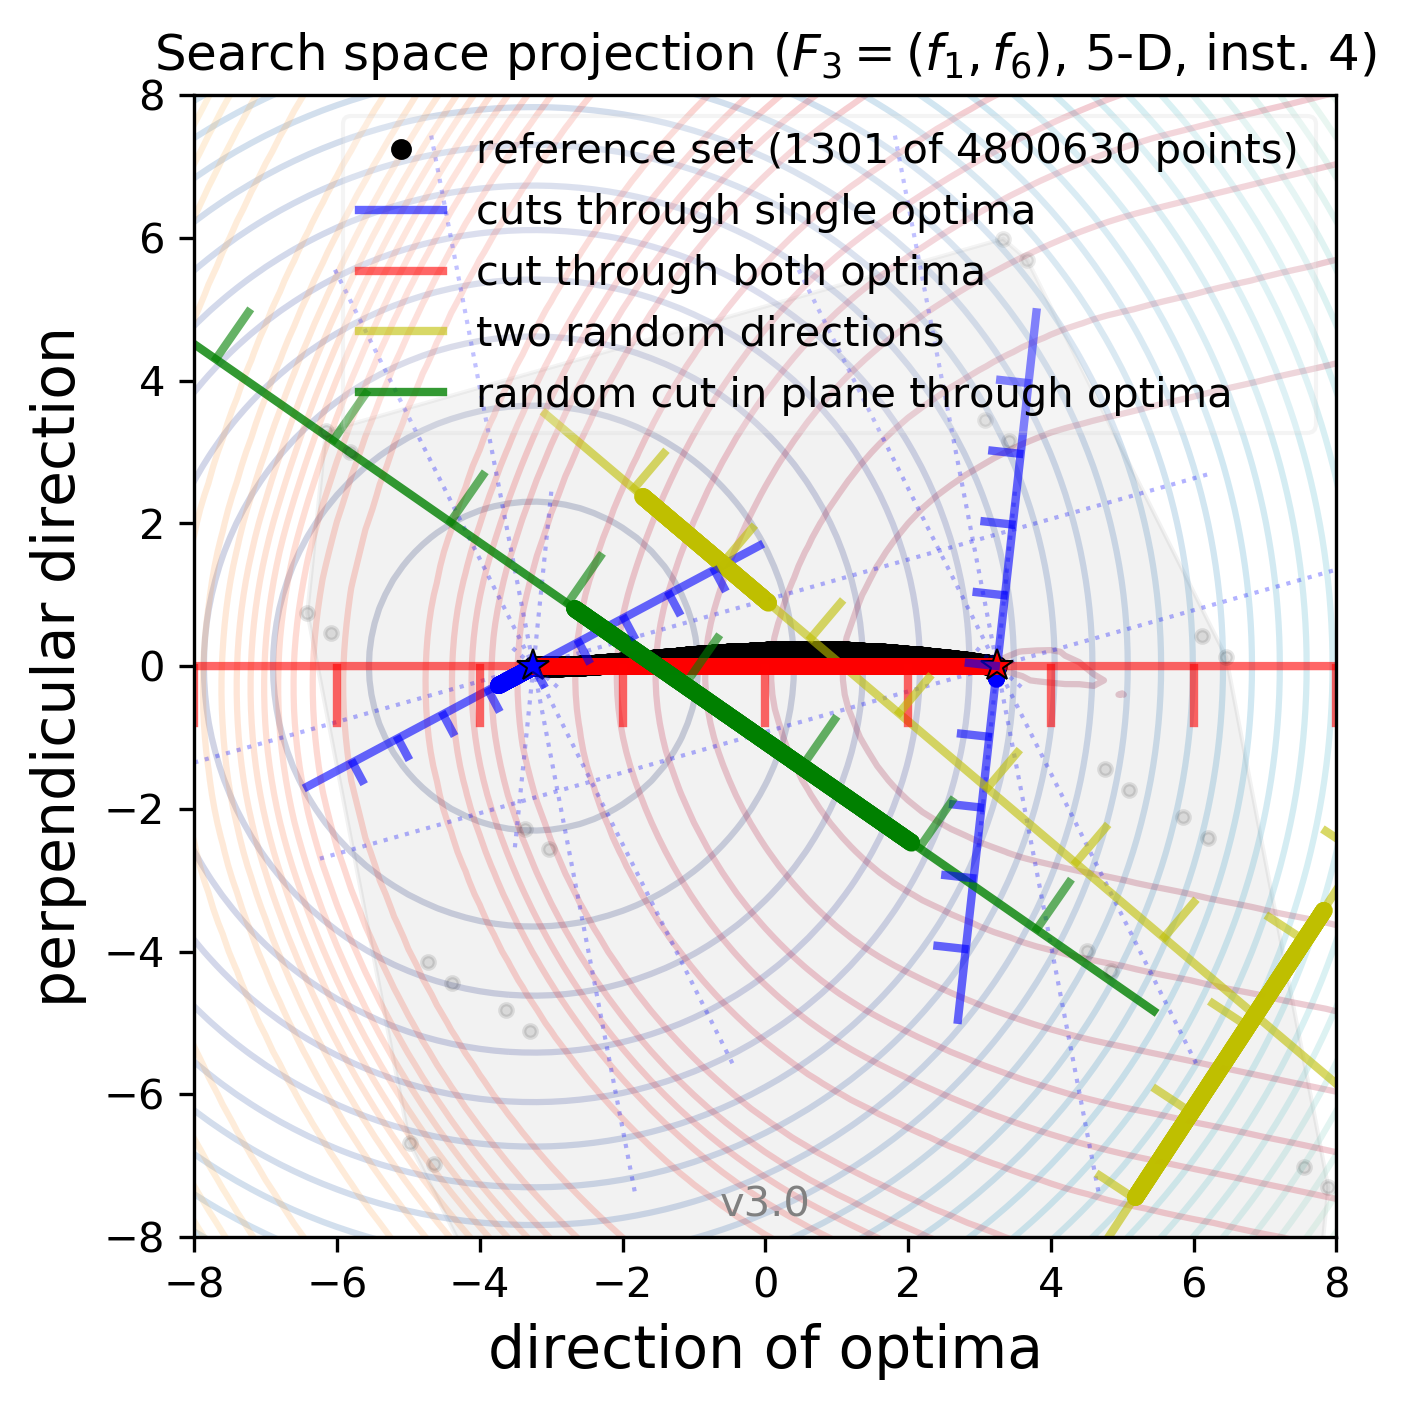 Search space projection (F₃ = (f₁, f₆), 5-D, inst. 4)
reference set (1301 of 4800630 points)
cuts through single optima
cut through both optima
two random directions
random cut in plane through optima
perpendicular direction
8
6
4
2
0
−2
−4
−6
−8
v3.0
−8 −6 −4 −2 0 2 4 6 8
direction of optima